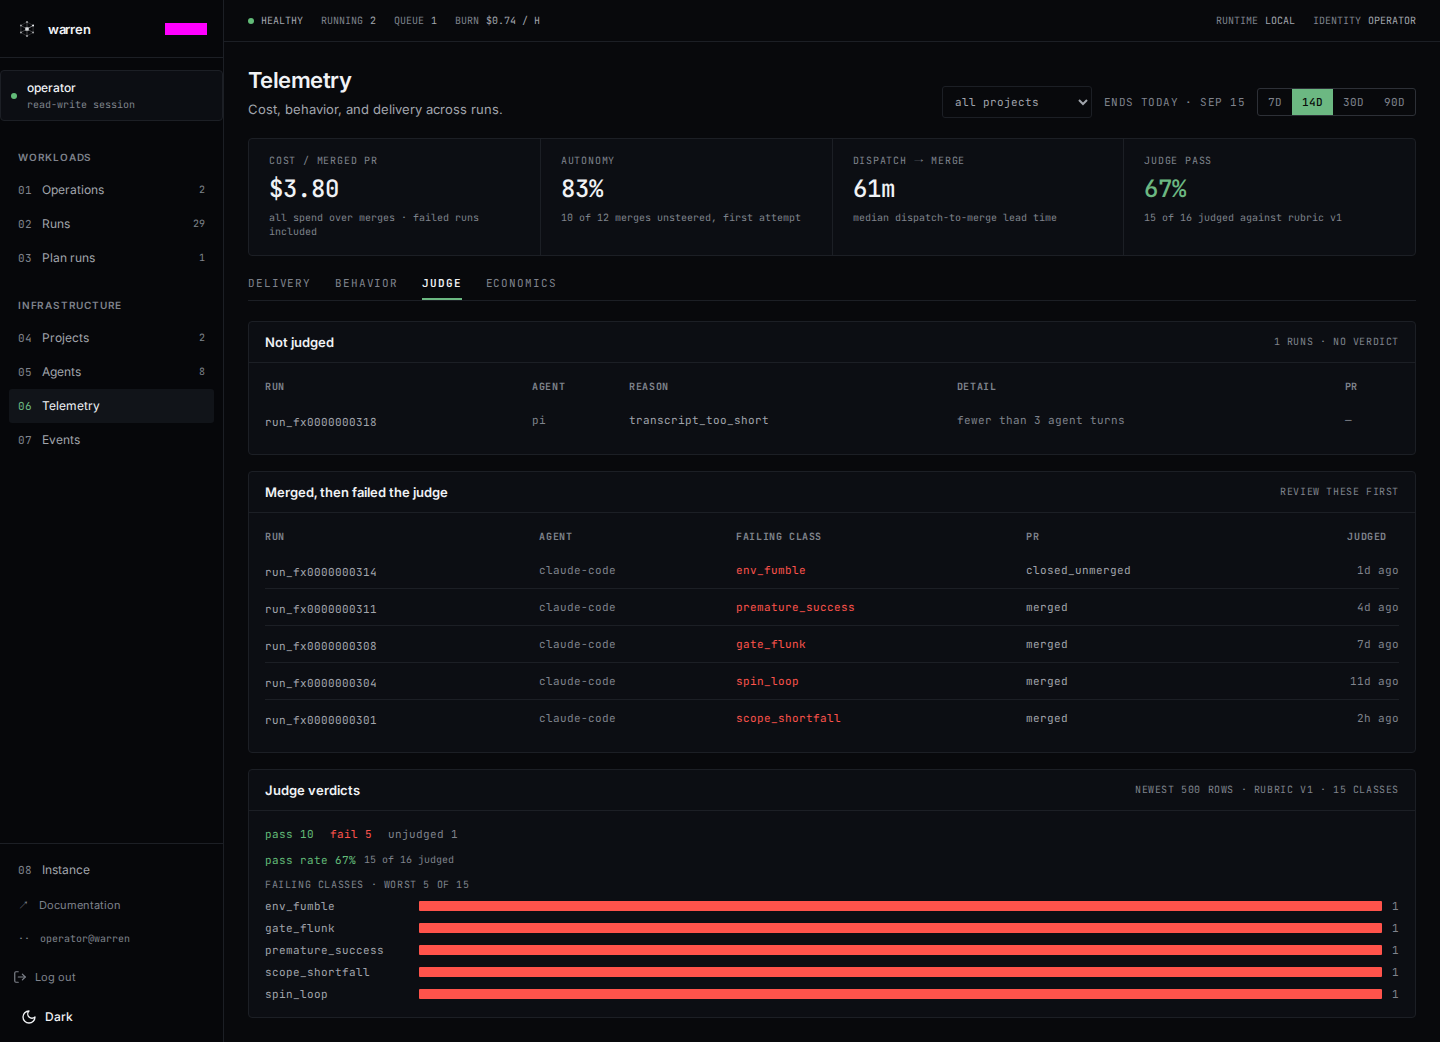 warren
HEALTHY RUNNING 2 QUEUE 1 BURN $0.74 / H
RUNTIME LOCAL IDENTITY OPERATOR
operator
read-write session
WORKLOADS
01 Operations 2
02 Runs 29
03 Plan runs 1
INFRASTRUCTURE
04 Projects 2
05 Agents 8
06 Telemetry
07 Events
08 Instance
Documentation
operator@warren
Log out
Dark
Telemetry
Cost, behavior, and delivery across runs.
all projects
ENDS TODAY · SEP 15
7D 14D 30D 90D
COST / MERGED PR
$3.80
all spend over merges · failed runs
included
AUTONOMY
83%
10 of 12 merges unsteered, first attempt
DISPATCH → MERGE
61m
median dispatch-to-merge lead time
JUDGE PASS
67%
15 of 16 judged against rubric v1
DELIVERY BEHAVIOR JUDGE ECONOMICS
Not judged
1 RUNS · NO VERDICT
RUN AGENT REASON DETAIL PR
run_fx0000000318 pi transcript_too_short fewer than 3 agent turns —
Merged, then failed the judge
REVIEW THESE FIRST
RUN AGENT FAILING CLASS PR JUDGED
run_fx0000000314 claude-code env_fumble closed_unmerged 1d ago
run_fx0000000311 claude-code premature_success merged 4d ago
run_fx0000000308 claude-code gate_flunk merged 7d ago
run_fx0000000304 claude-code spin_loop merged 11d ago
run_fx0000000301 claude-code scope_shortfall merged 2h ago
Judge verdicts
NEWEST 500 ROWS · RUBRIC V1 · 15 CLASSES
pass 10 fail 5 unjudged 1
pass rate 67% 15 of 16 judged
FAILING CLASSES · WORST 5 OF 15
env_fumble 1
gate_flunk 1
premature_success 1
scope_shortfall 1
spin_loop 1